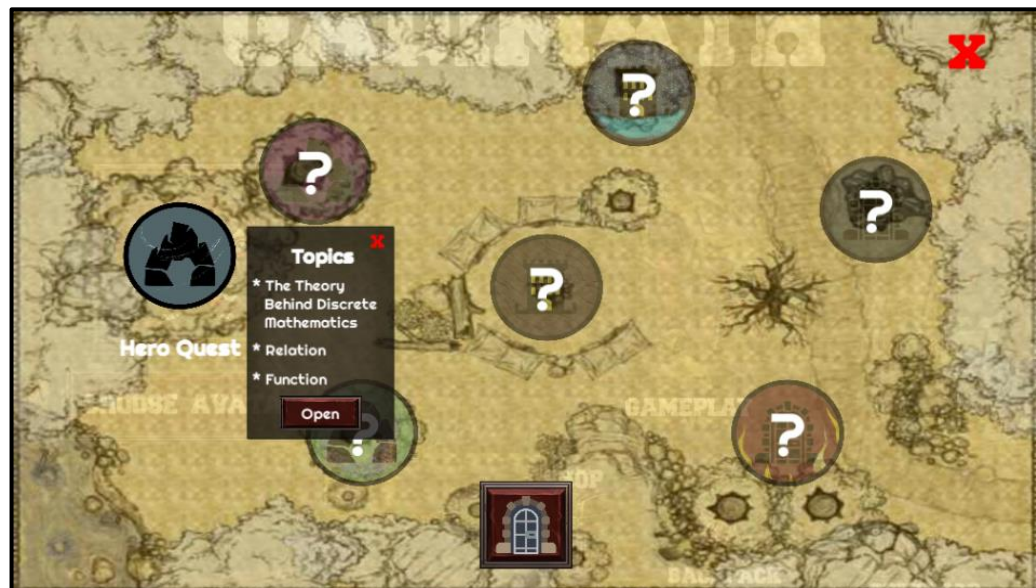 X
?
?
?
?
X
Topics
* The Theory
Behind Discrete
Mathematics
Hero Quest
* Relation
* Function
GAMEPLAY
Open
?
?